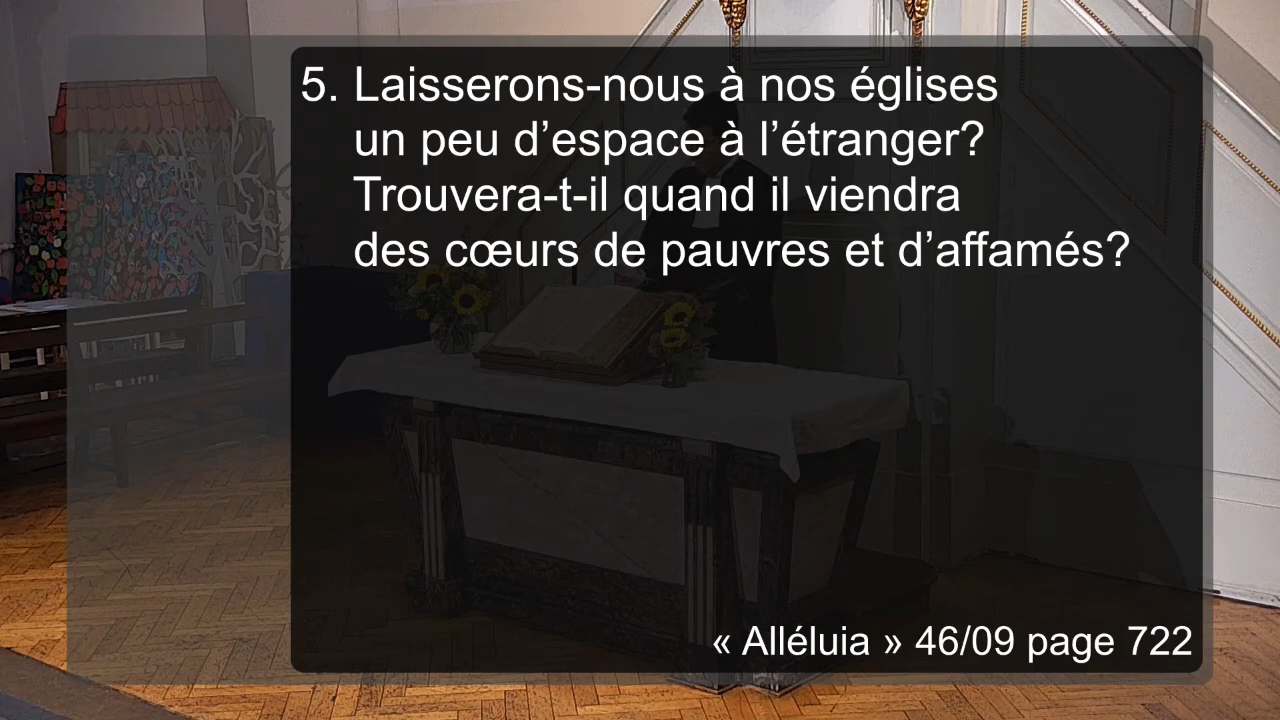 5. Laisserons-nous à nos églises
un peu d’espace à l’étranger?
Trouvera-t-il quand il viendra
des cœurs de pauvres et d’affamés?
« Alléluia » 46/09 page 722